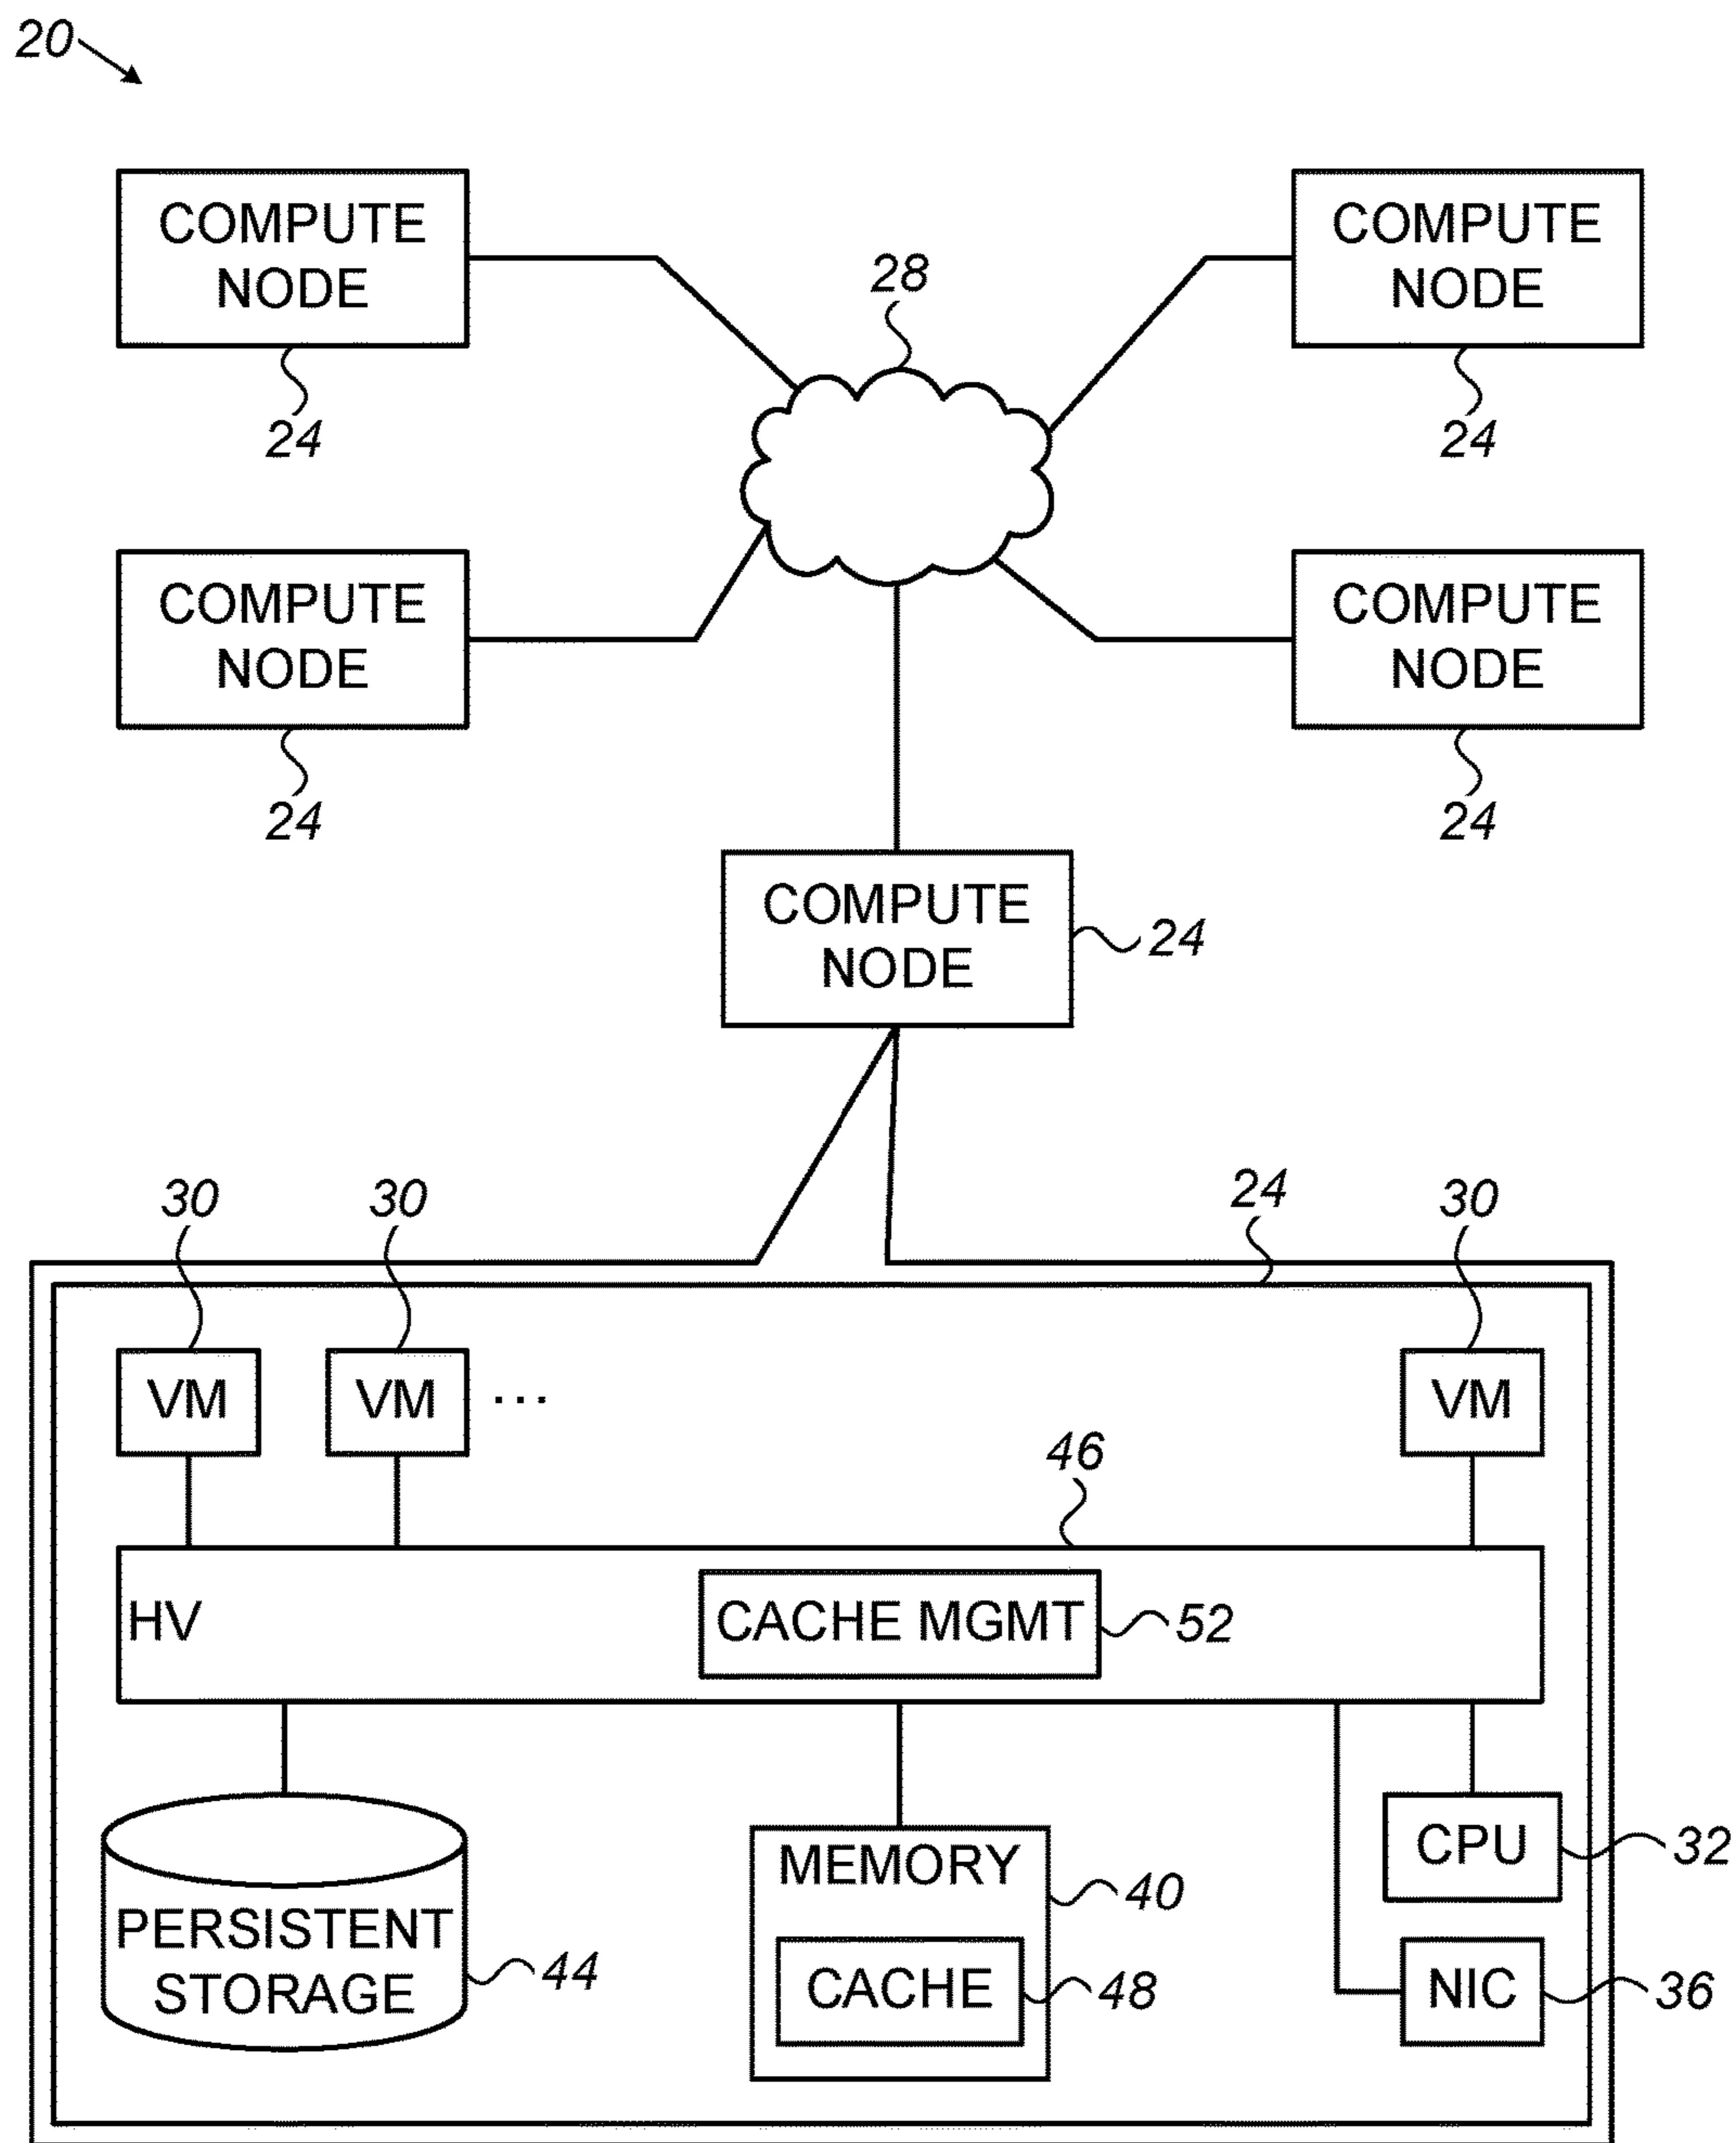 20
COMPUTE
NODE
24
COMPUTE
NODE
24
28
COMPUTE
NODE
24
COMPUTE
NODE
24
COMPUTE
NODE
24
24
30
30
30
VM
VM
...
VM
46
HV
CACHE MGMT
52
PERSISTENT
STORAGE
44
MEMORY
40
CACHE
48
CPU
32
NIC
36